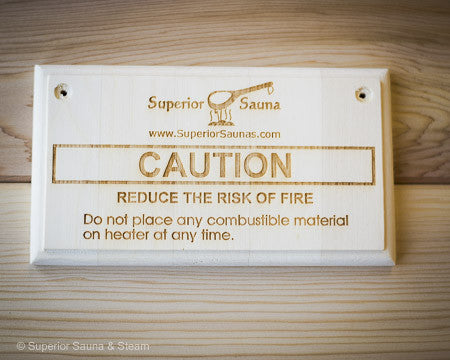 Superior Sauna
www.SuperiorSaunas.com
CAUTION
REDUCE THE RISK OF FIRE
Do not place any combustible material
on heater at any time.
© Superior Sauna & Steam